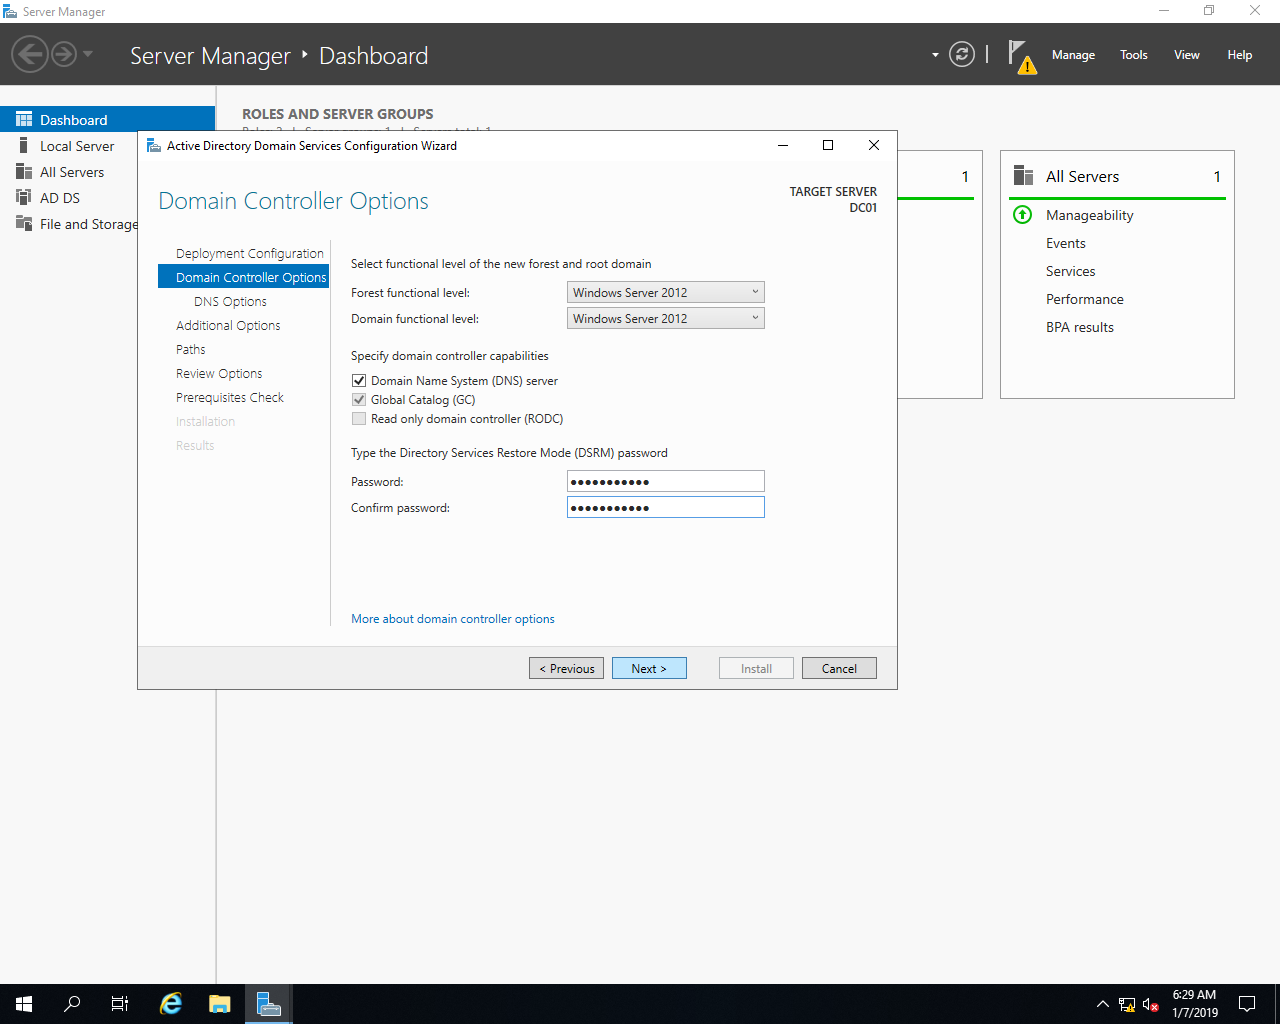 Server Manager
Server Manager ‣ Dashboard
Manage
Tools
View
Help
Dashboard
Local Server
All Servers
AD DS
File and Storage
ROLES AND SERVER GROUPS
1
All Servers
1
Manageability
Events
Services
Performance
BPA results
Active Directory Domain Services Configuration Wizard
Domain Controller Options
TARGET SERVER
DC01
Deployment Configuration
Domain Controller Options
DNS Options
Additional Options
Paths
Review Options
Prerequisites Check
Installation
Results
Select functional level of the new forest and root domain
Forest functional level:
Windows Server 2012
Domain functional level:
Windows Server 2012
Specify domain controller capabilities
Domain Name System (DNS) server
Global Catalog (GC)
Read only domain controller (RODC)
Type the Directory Services Restore Mode (DSRM) password
Password:
●●●●●●●●●●●
Confirm password:
●●●●●●●●●●●
More about domain controller options
< Previous
Next >
Install
Cancel
6:29 AM
1/7/2019